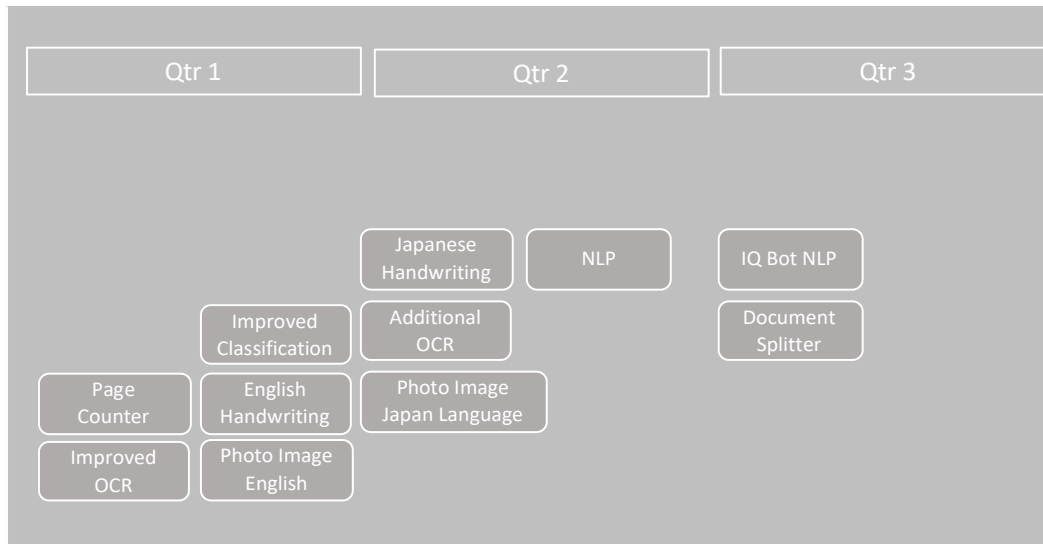 Qtr 1
Qtr 2
Qtr 3
Japanese
Handwriting
NLP
IQ Bot NLP
Improved
Classification
Additional
OCR
Document
Splitter
Page
Counter
English
Handwriting
Photo Image
Japan Language
Improved
OCR
Photo Image
English